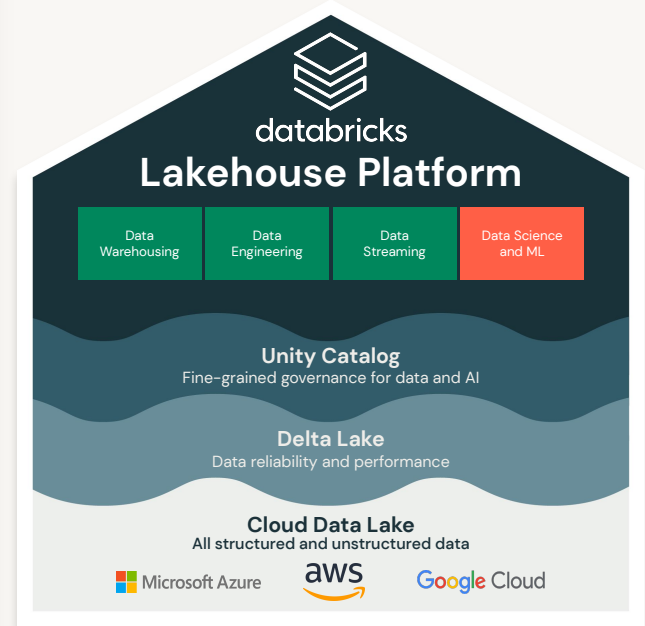 databricks
Lakehouse Platform
Data
Warehousing
Data
Engineering
Data
Streaming
Data Science
and ML
Unity Catalog
Fine-grained governance for data and AI
Delta Lake
Data reliability and performance
Cloud Data Lake
All structured and unstructured data
Microsoft Azure
aws
Google Cloud